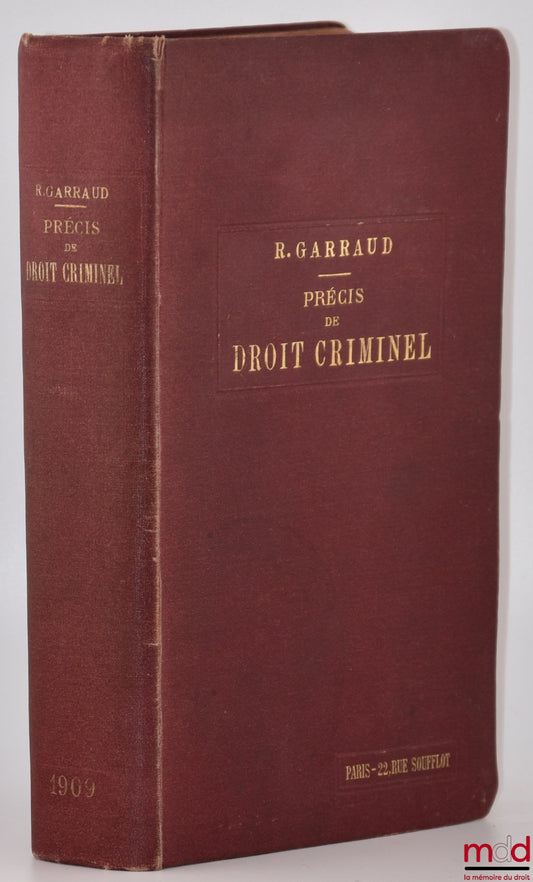 R. GARRAUD
PRÉCIS
DE
DROIT CRIMINEL
1909
R. GARRAUD
PRÉCIS
DE
DROIT CRIMINEL
PARIS-22, RUE SOUFFLOT
mdd
la mémoire du droit